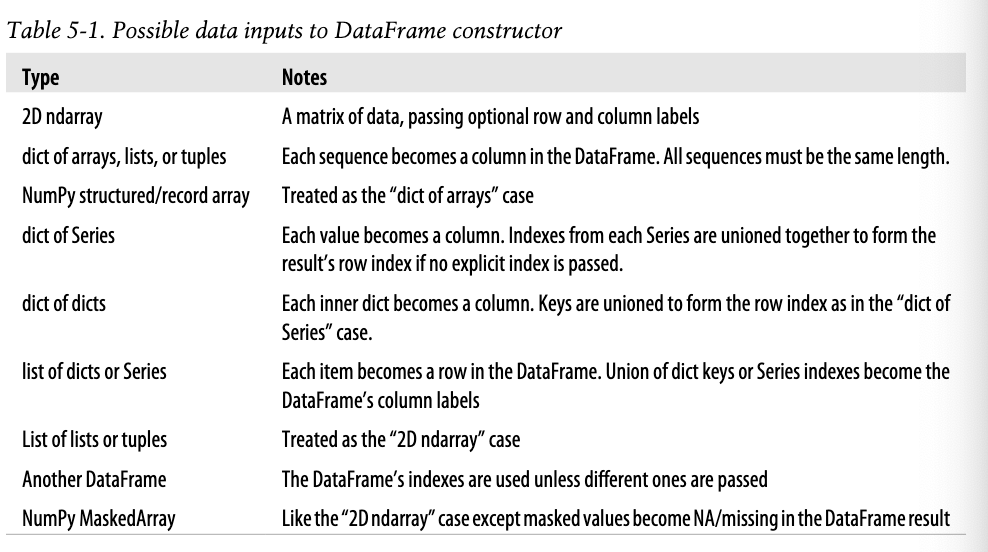 Table 5-1. Possible data inputs to DataFrame constructor
Type Notes
2D ndarray A matrix of data, passing optional row and column labels
dict of arrays, lists, or tuples Each sequence becomes a column in the DataFrame. All sequences must be the same length.
NumPy structured/record array Treated as the “dict of arrays” case
dict of Series Each value becomes a column. Indexes from each Series are unioned together to form the
result’s row index if no explicit index is passed.
dict of dicts Each inner dict becomes a column. Keys are unioned to form the row index as in the “dict of
Series” case.
list of dicts or Series Each item becomes a row in the DataFrame. Union of dict keys or Series indexes become the
DataFrame’s column labels
List of lists or tuples Treated as the “2D ndarray” case
Another DataFrame The DataFrame’s indexes are used unless different ones are passed
NumPy MaskedArray Like the “2D ndarray” case except masked values become NA/missing in the DataFrame result